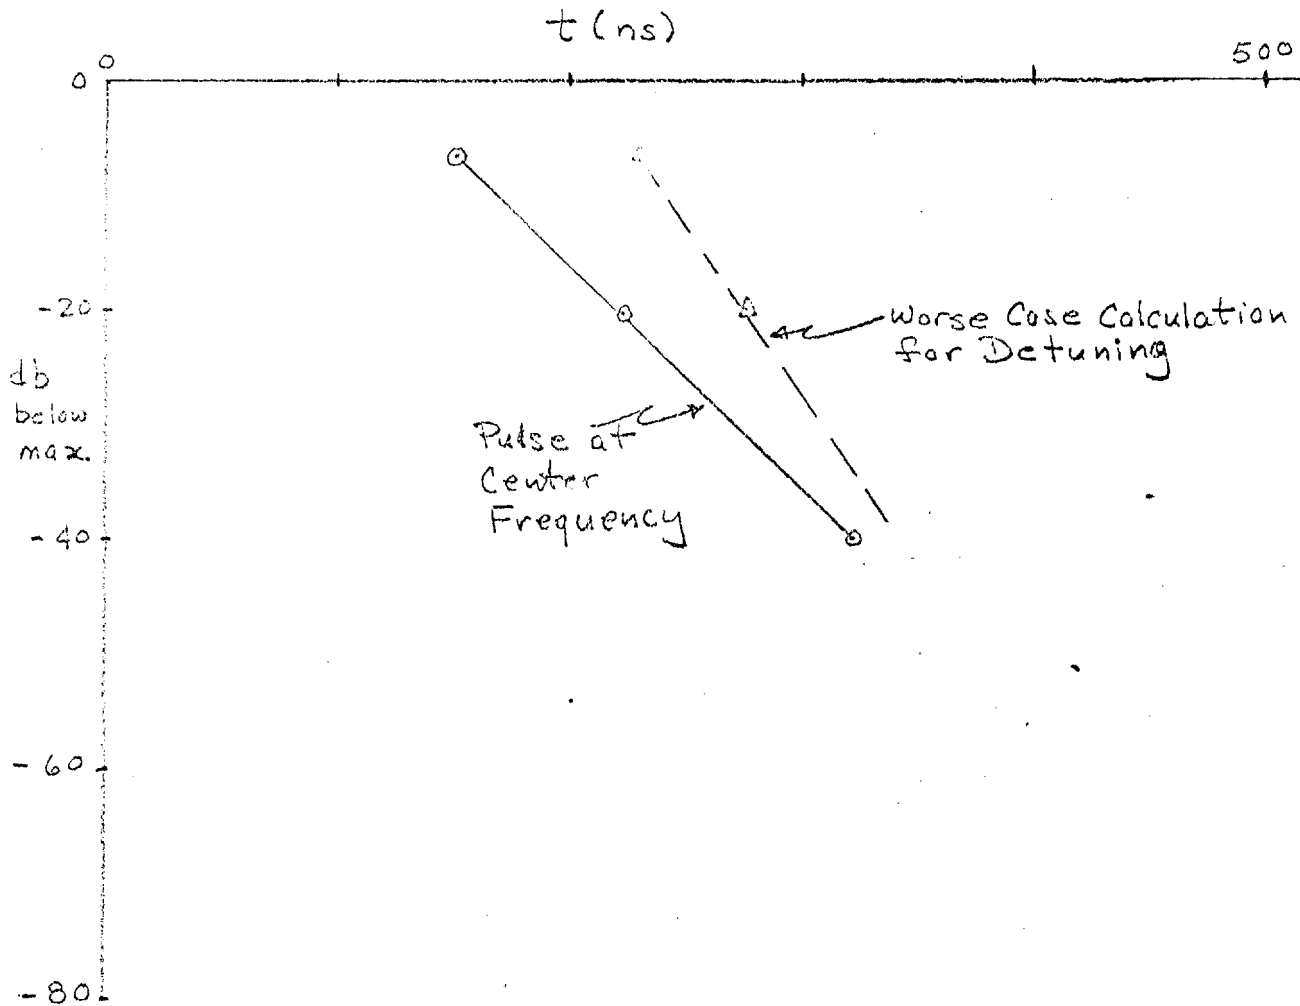 t (ns)
0
500
0
-20
-40
-60
-80
db
below
max.
Pulse at
Center
Frequency
Worse Case Calculation
for Detuning